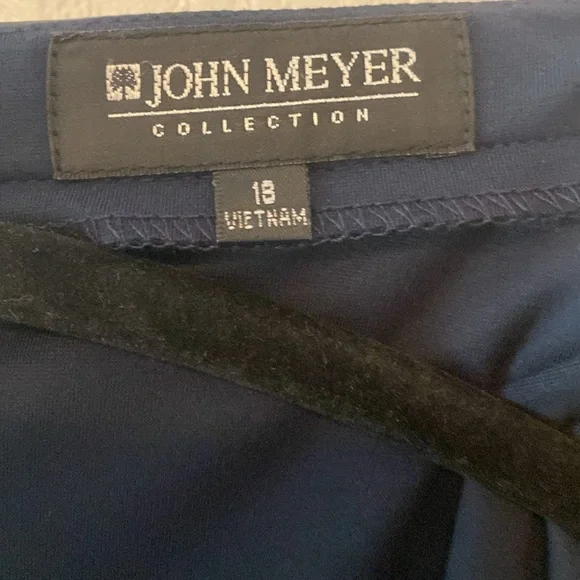 JOHN MEYER
COLLECTION
18
VIETNAM